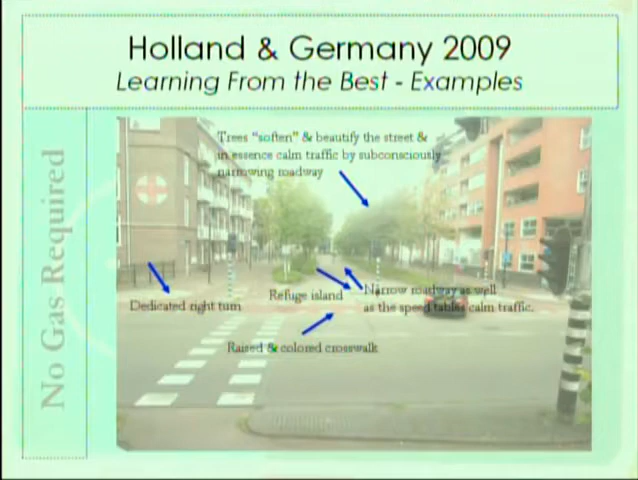 Holland & Germany 2009
Learning From the Best - Examples
No Gas Required
Trees "soften" & beautify the street &
in essence calm traffic by subconsciously
narrowing roadway
Dedicated right turn
Refuge island
Narrow roadway as well
as the speed tables calm traffic.
Raised & colored crosswalk